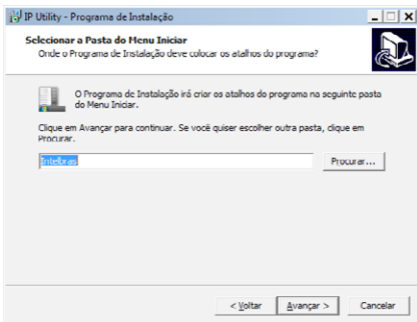 IP Utility - Programa de Instalação
Selecionar a Pasta do Menu Iniciar
Onde o Programa de Instalação deve colocar os atalhos do programa?
O Programa de Instalação irá criar os atalhos do programa na seguinte pasta
do Menu Iniciar.
Clique em Avançar para continuar. Se você quiser escolher outra pasta, clique em
Procurar.
Intelbras
Procurar...
< Voltar
Avançar >
Cancelar